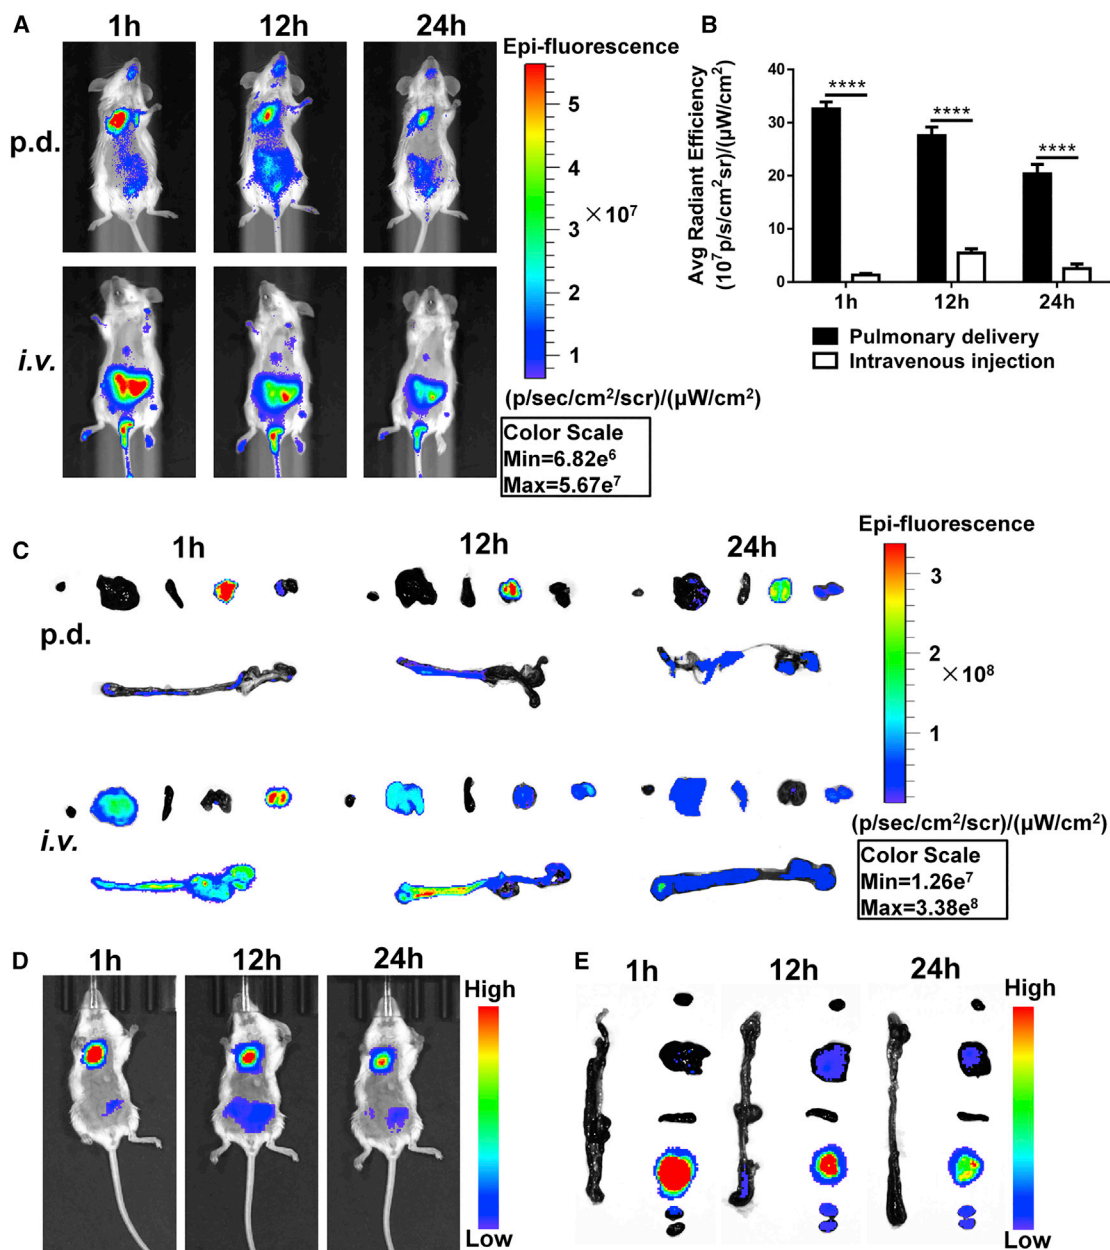 A
1h 12h 24h
p.d.
i.v.
Epi-fluorescence
5
4
3
2
1
×10⁷
(p/sec/cm²/scr)/(µW/cm²)
Color Scale
Min=6.82e⁶
Max=5.67e⁷
B
Avg Radiant Efficiency
(10⁷p/s/cm²sr)/(µW/cm²)
40
30
20
10
0
**** **** ****
1h 12h 24h
Pulmonary delivery
Intravenous injection
C
1h 12h 24h
p.d.
i.v.
Epi-fluorescence
3
2
1
×10⁸
(p/sec/cm²/scr)/(µW/cm²)
Color Scale
Min=1.26e⁷
Max=3.38e⁸
D
1h 12h 24h
High
Low
E
1h 12h 24h
High
Low